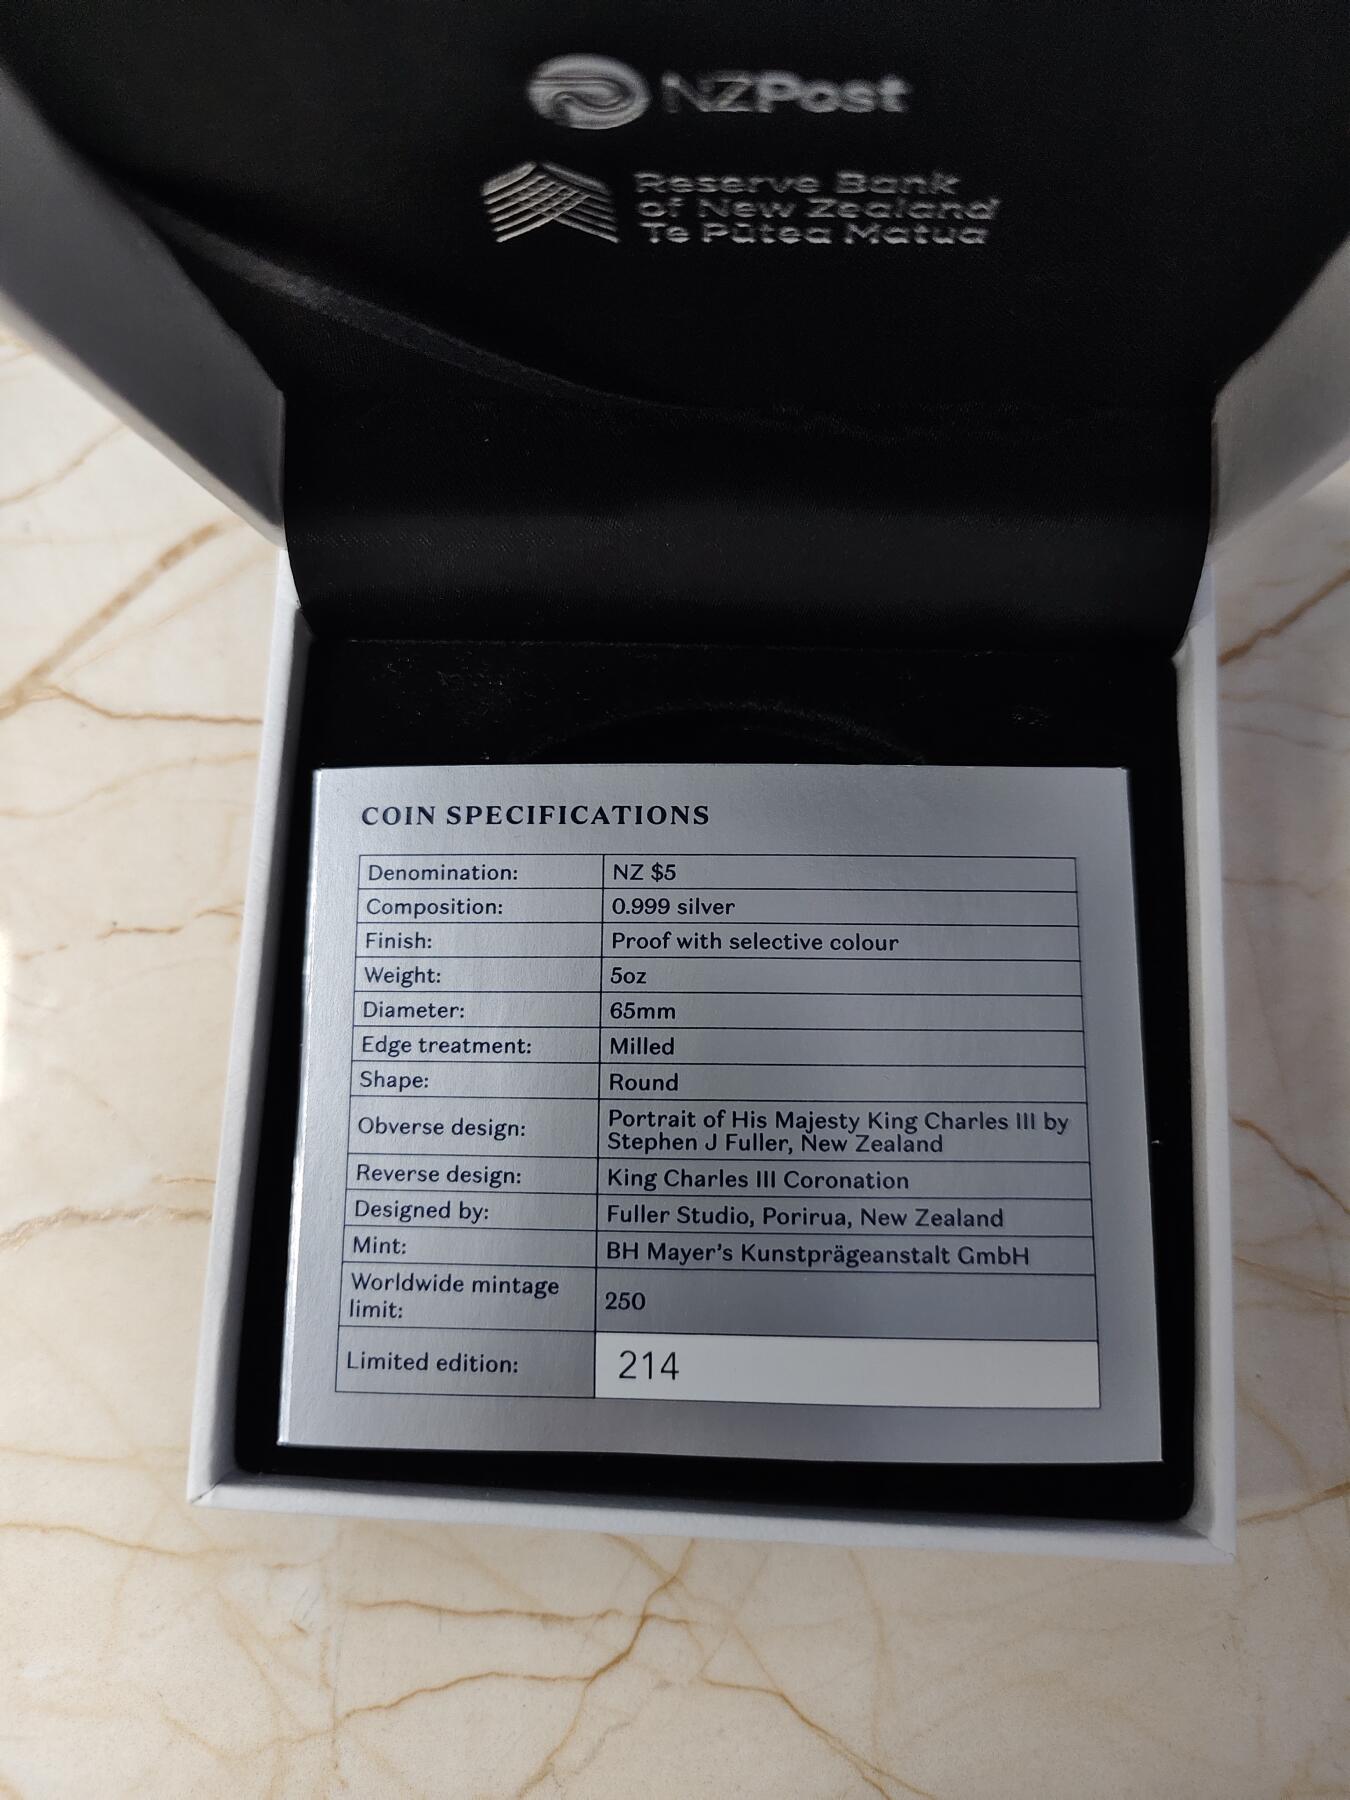 NZPost
Reserve Bank
of New Zealand
Te Pūtea Matua
COIN SPECIFICATIONS
Denomination: NZ $5
Composition: 0.999 silver
Finish: Proof with selective colour
Weight: 5oz
Diameter: 65mm
Edge treatment: Milled
Shape: Round
Obverse design: Portrait of His Majesty King Charles III by
Stephen J Fuller, New Zealand
Reverse design: King Charles III Coronation
Designed by: Fuller Studio, Porirua, New Zealand
Mint: BH Mayer's Kunstprägeanstalt GmbH
Worldwide mintage
limit: 250
Limited edition: 214